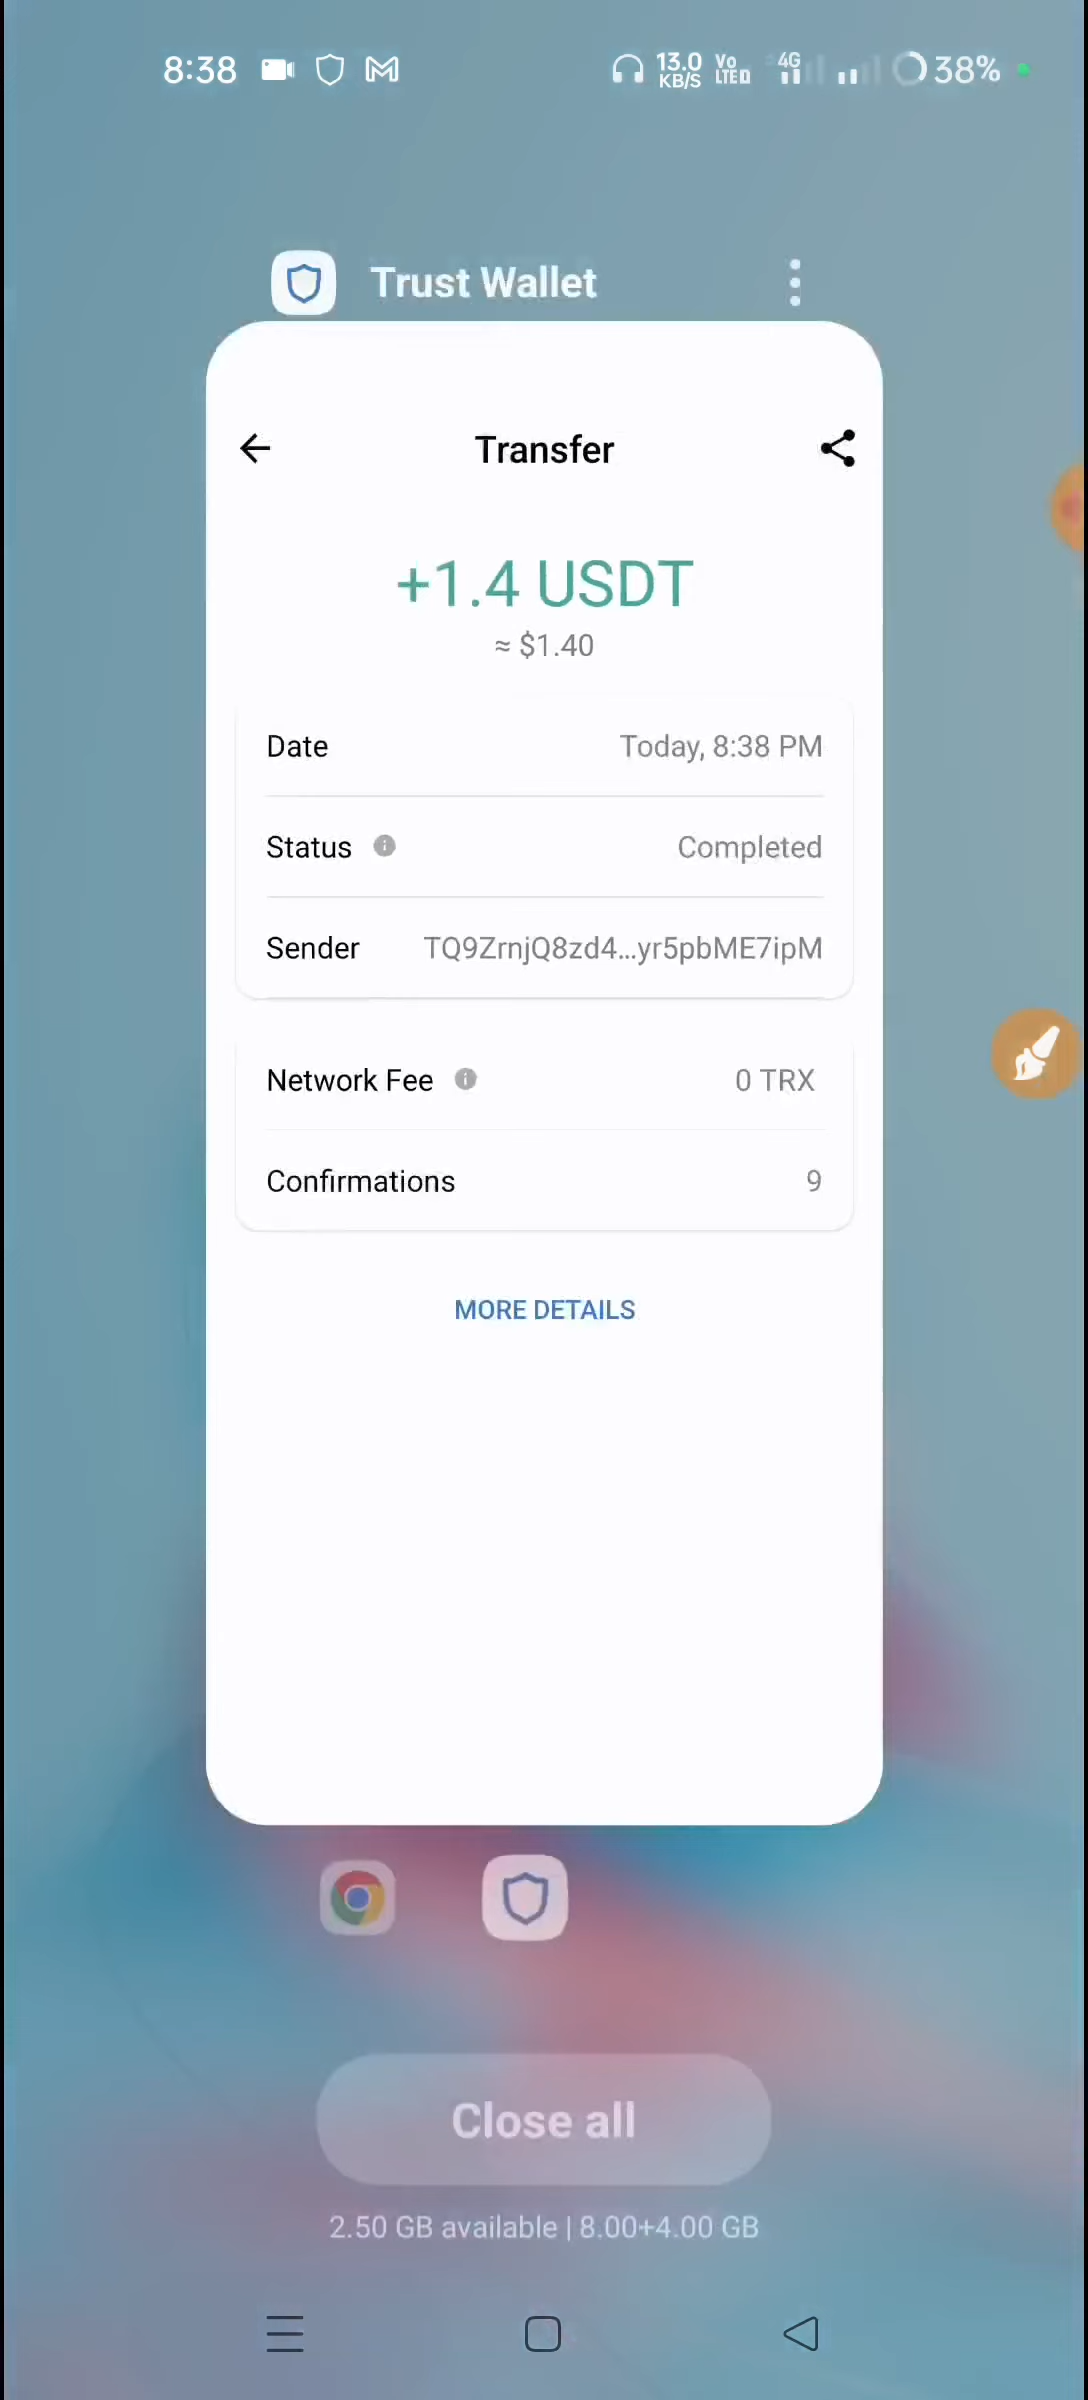 8:38 13.0 KB/S Vo LTE 4G 38%
Trust Wallet
Transfer
+1.4 USDT
≈ $1.40
Date Today, 8:38 PM
Status Completed
Sender TQ9ZrnjQ8zd4...yr5pbME7ipM
Network Fee 0 TRX
Confirmations 9
MORE DETAILS
Close all
2.50 GB available | 8.00+4.00 GB